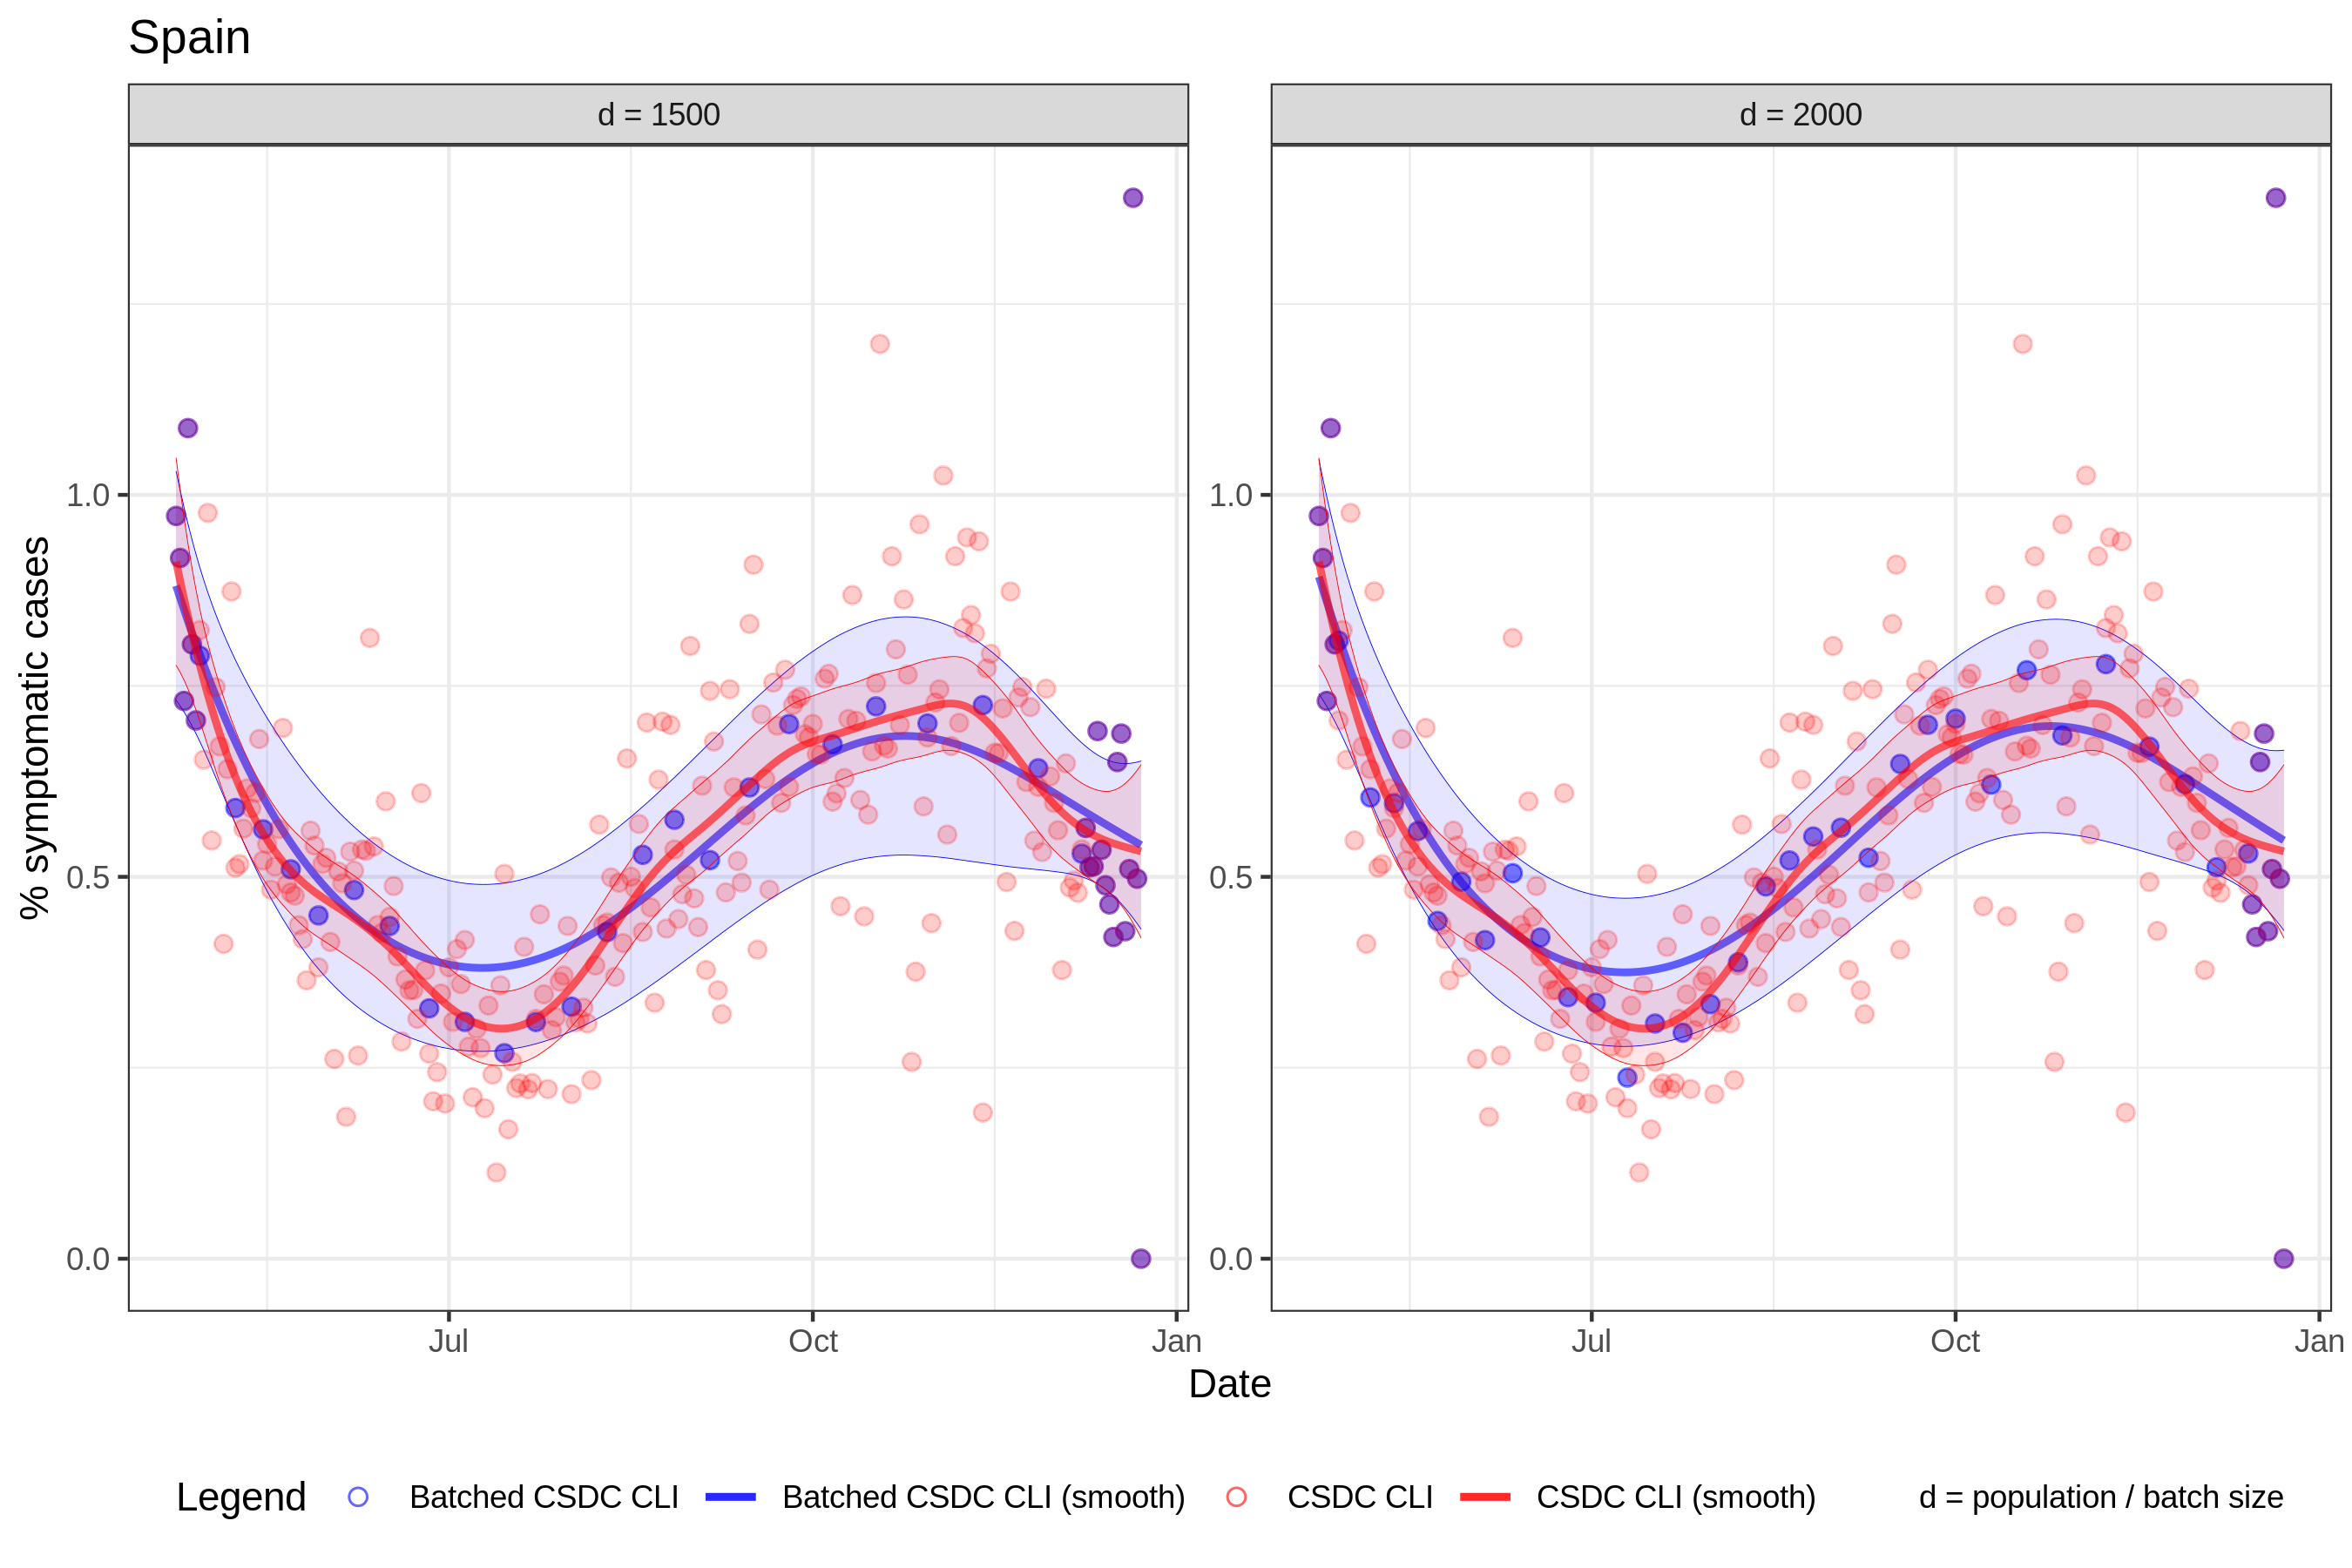 Spain
d = 1500
d = 2000
% symptomatic cases
1.0
0.5
0.0
1.0
0.5
0.0
Jul
Oct
Jan
Jul
Oct
Jan
Date
Legend
Batched CSDC CLI
Batched CSDC CLI (smooth)
CSDC CLI
CSDC CLI (smooth)
d = population / batch size